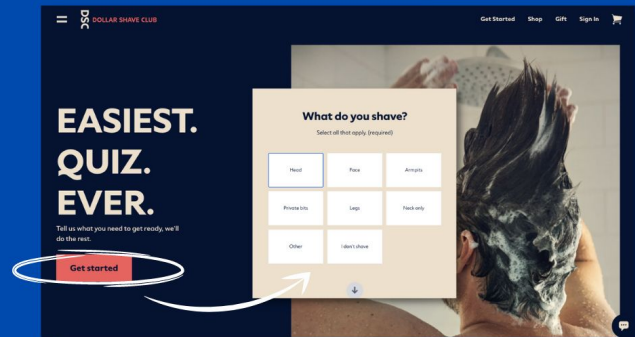 DSC
DOLLAR SHAVE CLUB
Get Started
Shop
Gift
Sign In
EASIEST.
QUIZ.
EVER.
Tell us what you need to get ready, we'll
do the rest.
Get started
What do you shave?
Select all that apply. (required)
Head
Face
Armpits
Private bits
Legs
Neck only
Other
I don't shave